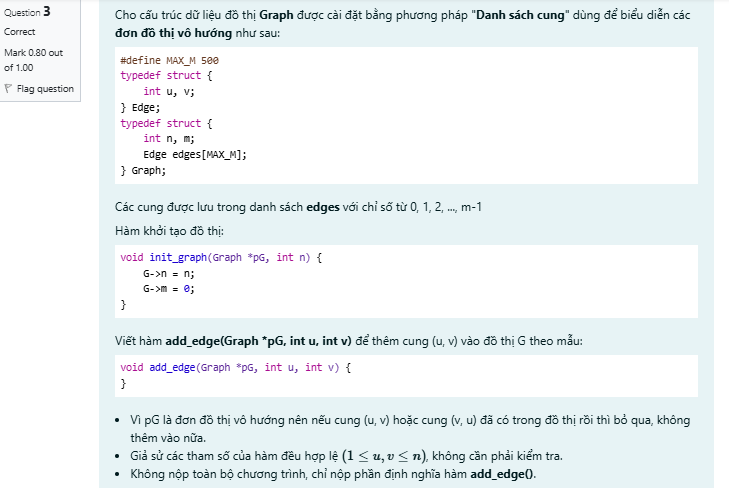 Question 3
Correct
Mark 0.80 out
of 1.00
Flag question
Cho cấu trúc dữ liệu đồ thị Graph được cài đặt bằng phương pháp "Danh sách cung" dùng để biểu diễn các
đơn đồ thị vô hướng như sau:
#define MAX_M 500
typedef struct {
    int u, v;
} Edge;
typedef struct {
    int n, m;
    Edge edges[MAX_M];
} Graph;
Các cung được lưu trong danh sách edges với chỉ số từ 0, 1, 2, ..., m-1
Hàm khởi tạo đồ thị:
void init_graph(Graph *pG, int n) {
    G->n = n;
    G->m = 0;
}
Viết hàm add_edge(Graph *pG, int u, int v) để thêm cung (u, v) vào đồ thị G theo mẫu:
void add_edge(Graph *pG, int u, int v) {
}
• Vì pG là đơn đồ thị vô hướng nên nếu cung (u, v) hoặc cung (v, u) đã có trong đồ thị rồi thì bỏ qua, không
thêm vào nữa.
• Giả sử các tham số của hàm đều hợp lệ (1 ≤ u, v ≤ n), không cần phải kiểm tra.
• Không nộp toàn bộ chương trình, chỉ nộp phần định nghĩa hàm add_edge().